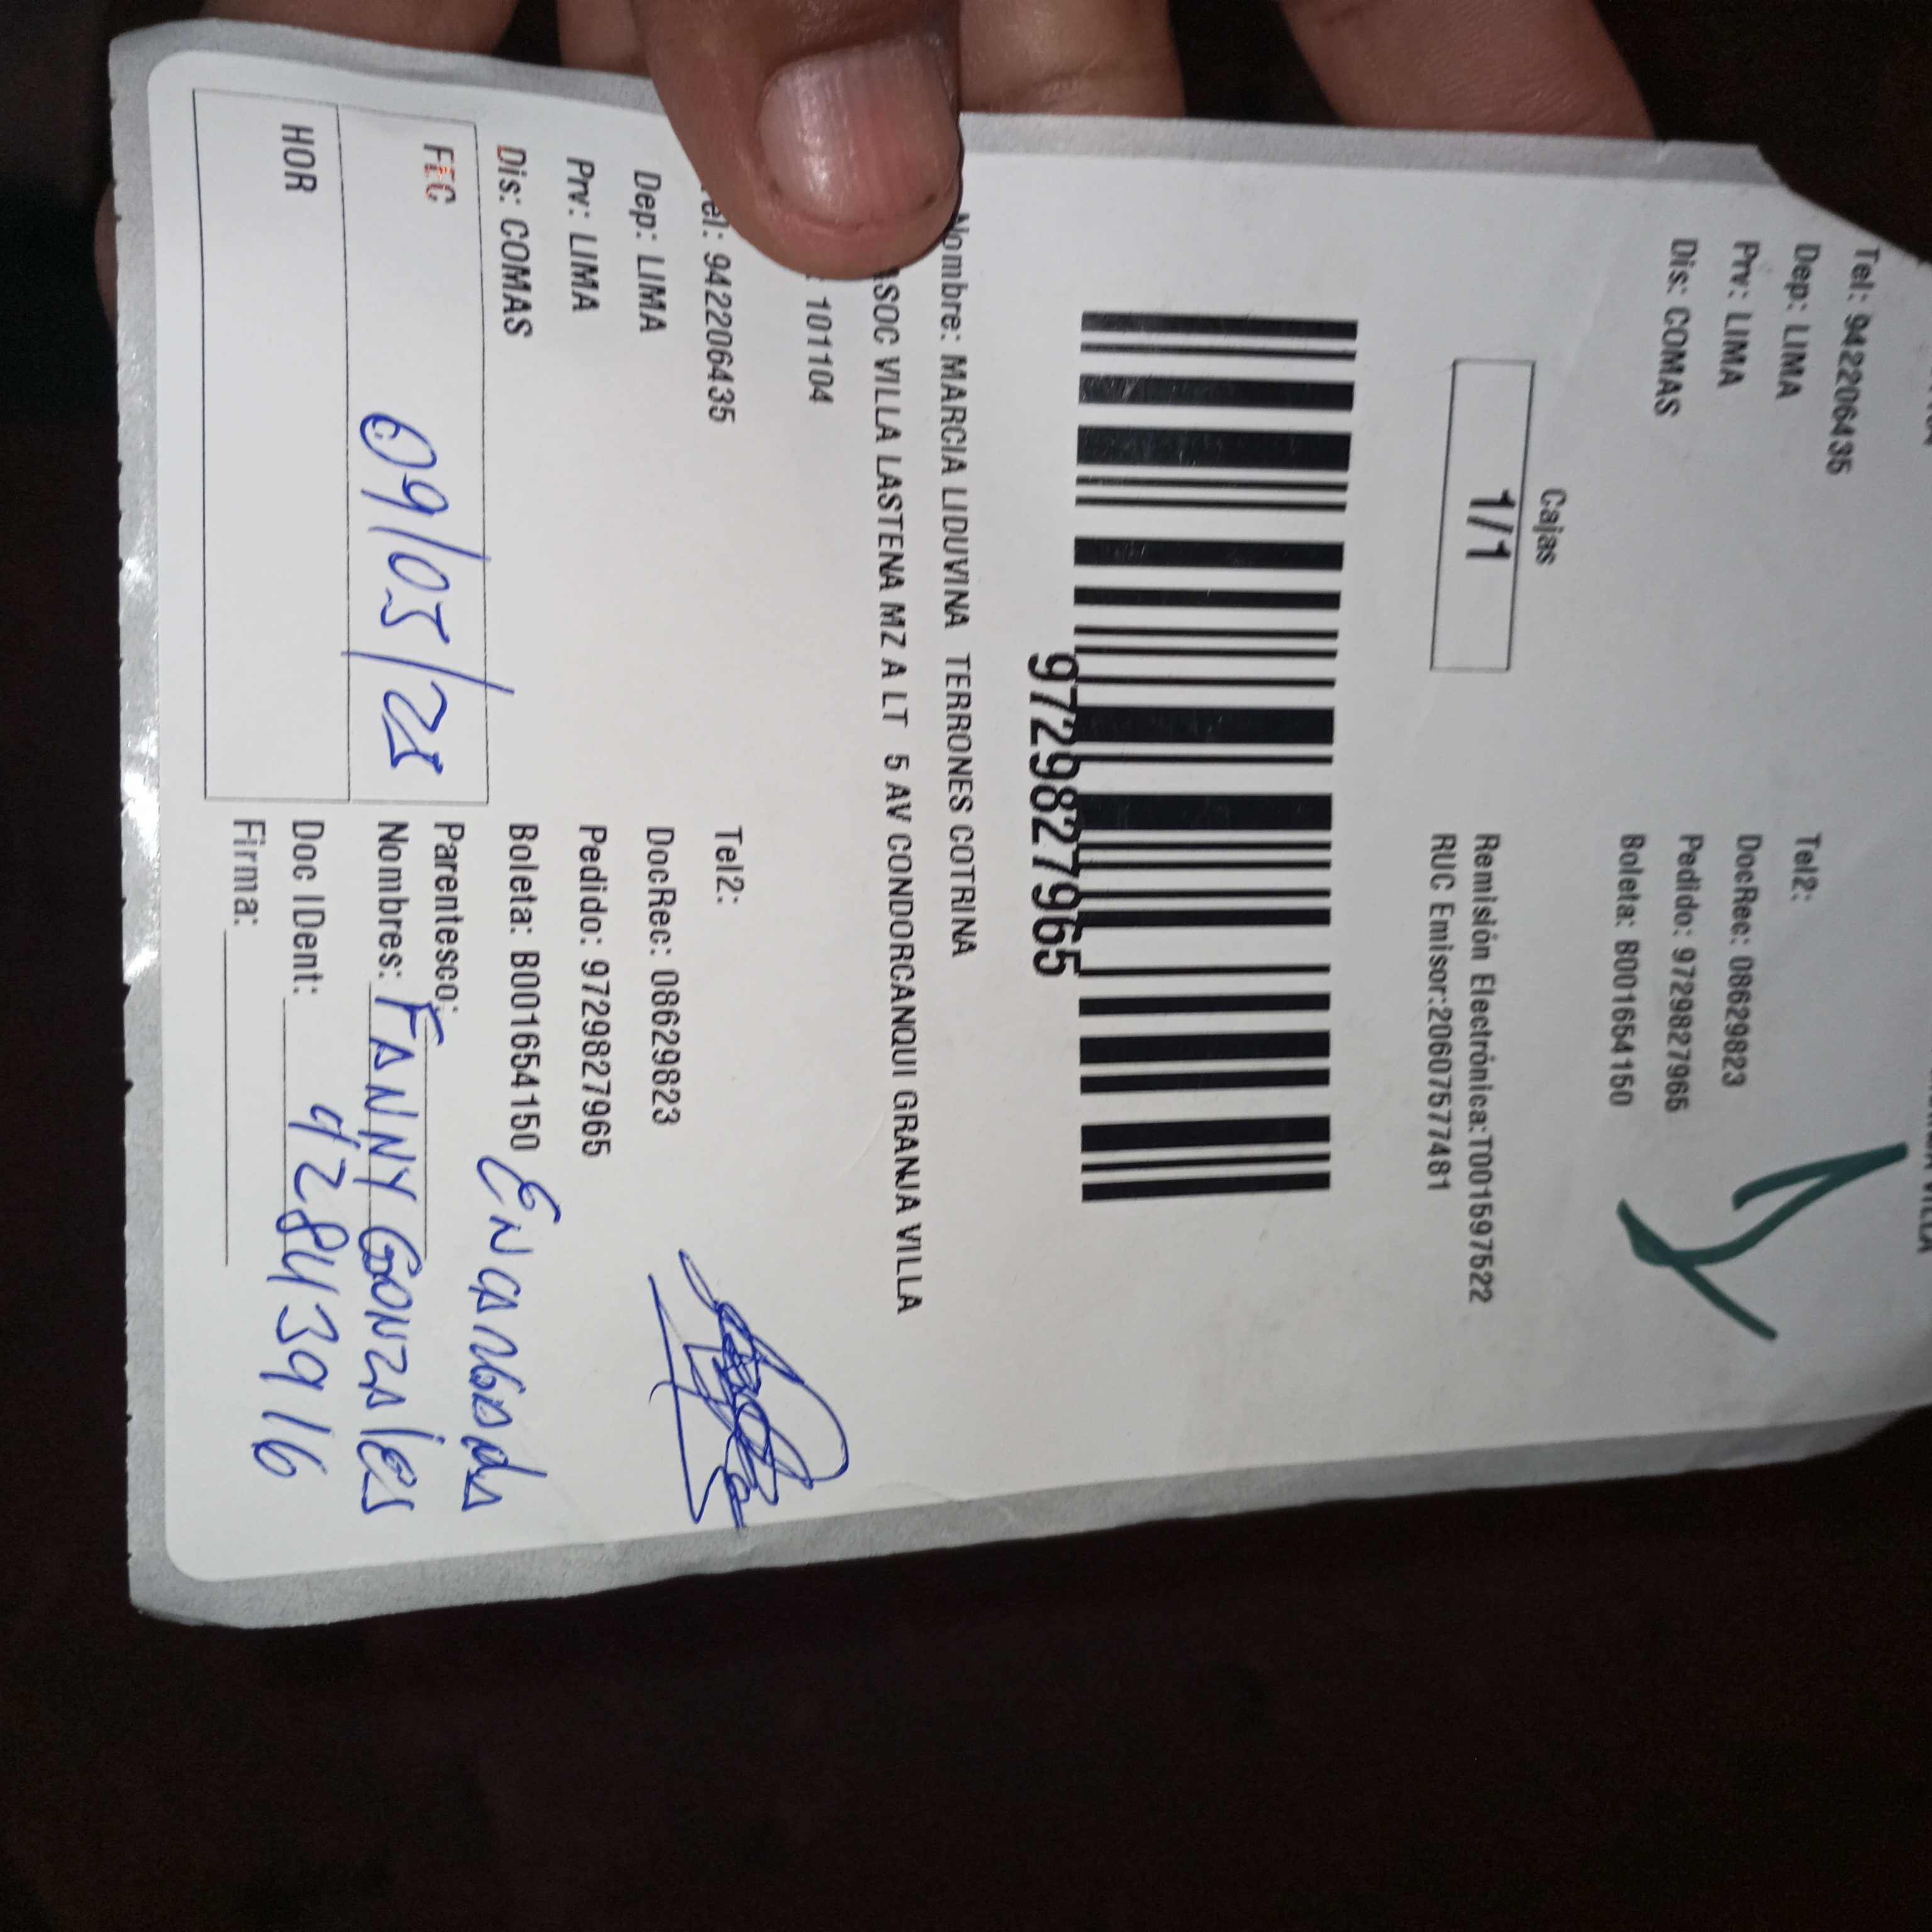 Tel: 942206435
Tel2:
Dep: LIMA
DocRec: 08629823
Prv: LIMA
Pedido: 9729827965
Dis: COMAS
Boleta: B001654150
Cajas
1/1
Remisión Electrónica:T001597522
RUC Emisor:20607577481
9729827965
Nombre: MARCIA LIDUVINA TERRONES COTRINA
ASOC VILLA LASTENA MZ A LT 5 AV CONDORCANQUI GRANJA VILLA
101104
Tel: 942206435
Tel2:
Dep: LIMA
DocRec: 08629823
Prv: LIMA
Pedido: 9729827965
Dis: COMAS
Boleta: B001654150
FEC 09/05/25
Parentesco: Encargada
Nombres: FANNY GONZALES
HOR
Doc IDent: 42843916
Firma: